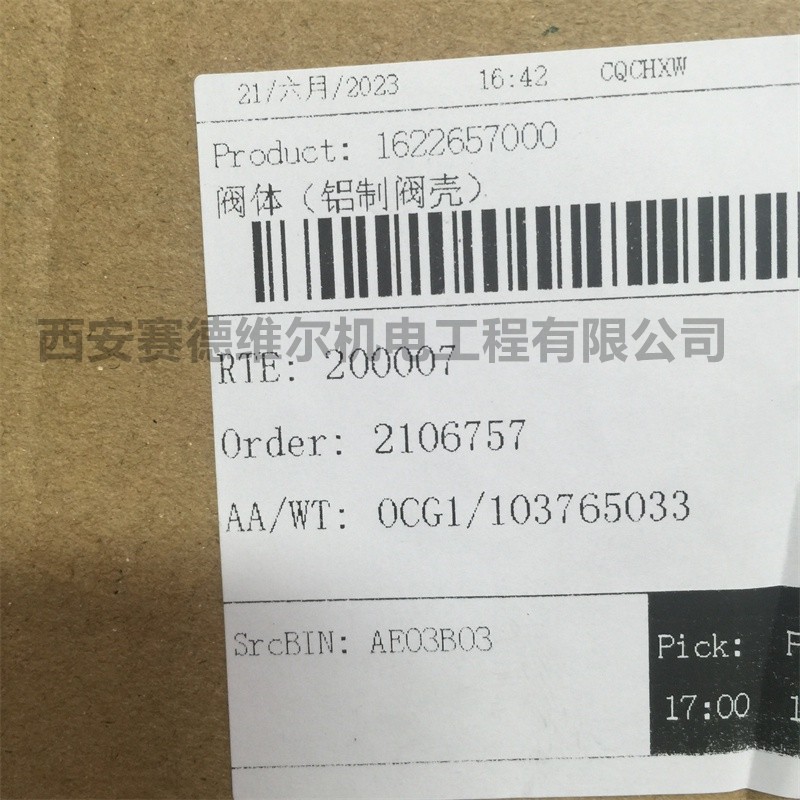 21/六月/2023 16:42 CQCHXW
Product: 1622657000
阀体（铝制阀壳）
西安赛德维尔机电工程有限公司
RTE: 200007
Order: 2106757
AA/WT: OCG1/103765033
SrcBIN: AE03B03
Pick:
17:00